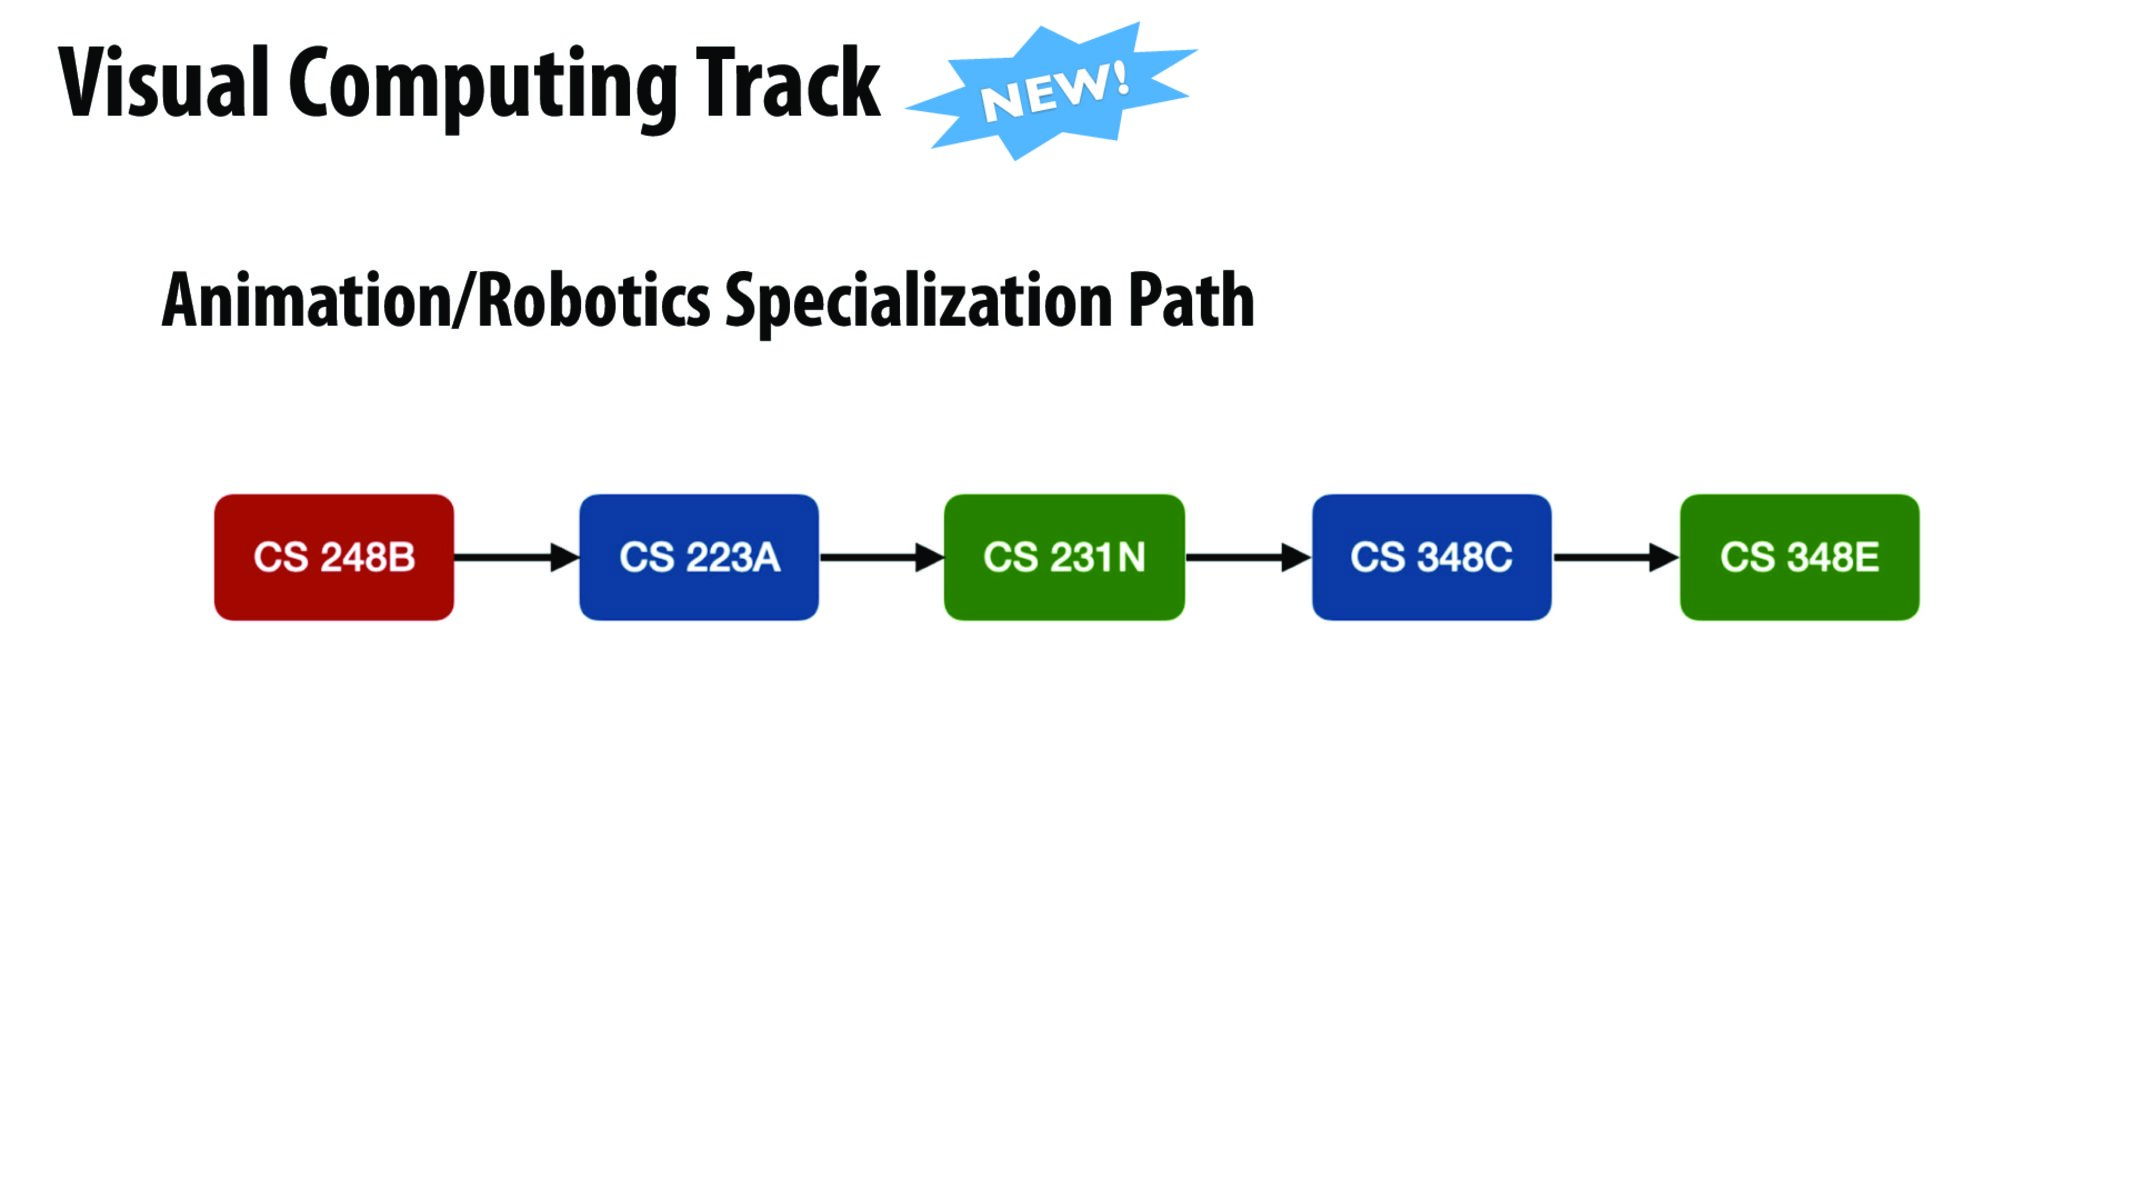 Visual Computing Track NEW!
Animation/Robotics Specialization Path
CS 248B CS 223A CS 231N CS 348C CS 348E